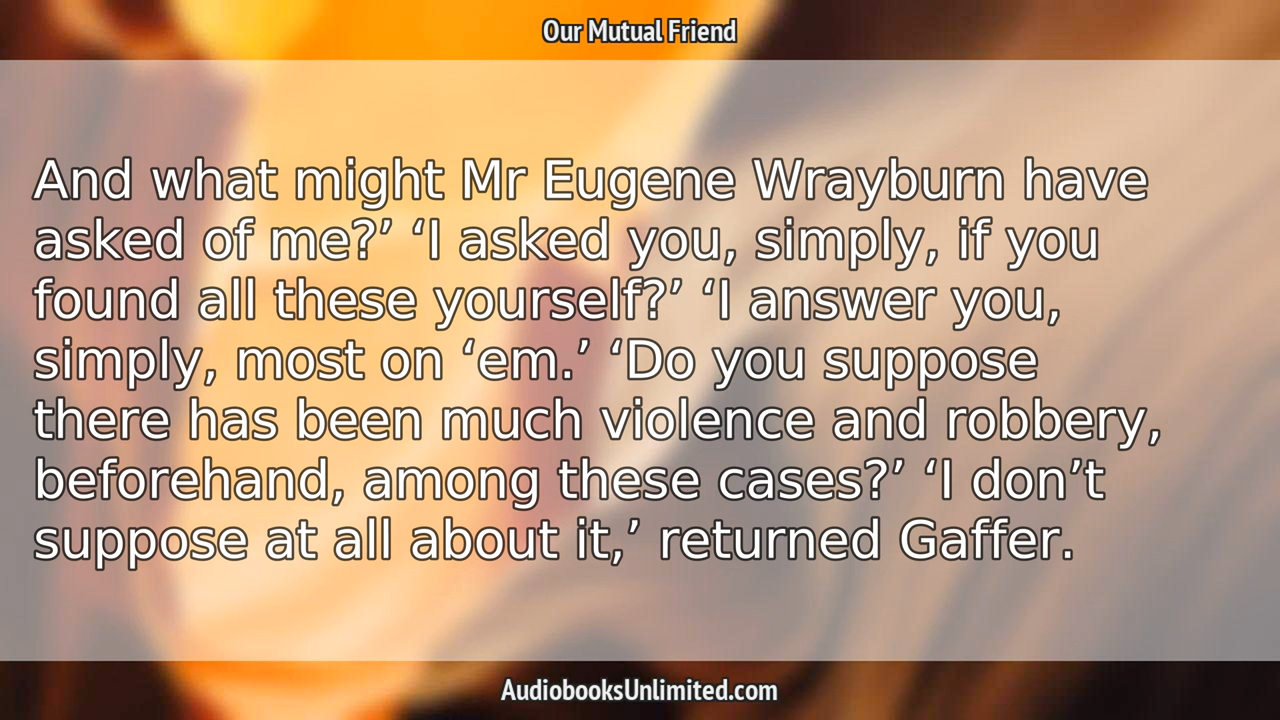 Our Mutual Friend
And what might Mr Eugene Wrayburn have
asked of me?’ ‘I asked you, simply, if you
found all these yourself?’ ‘I answer you,
simply, most on ‘em.’ ‘Do you suppose
there has been much violence and robbery,
beforehand, among these cases?’ ‘I don’t
suppose at all about it,’ returned Gaffer.
AudiobooksUnlimited.com